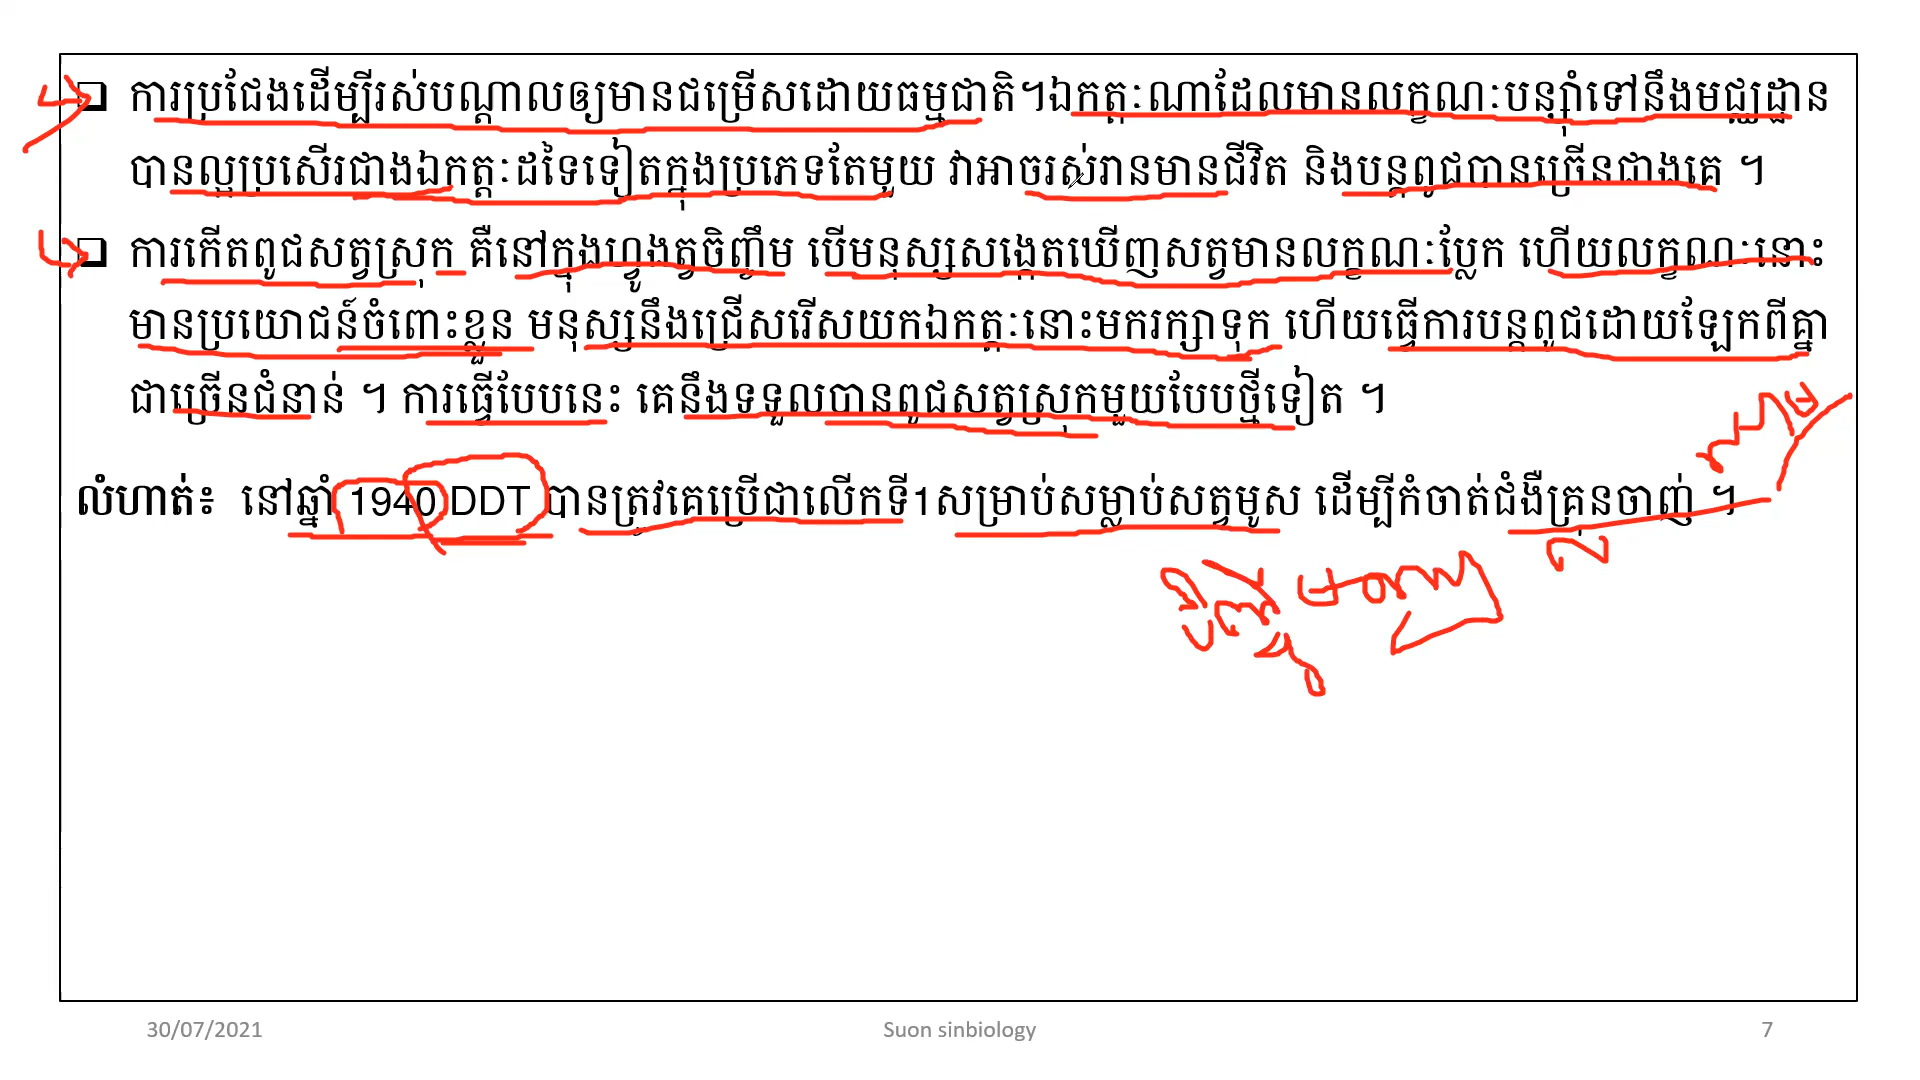 ការប្រជែងដើម្បីរស់បណ្ដាលឲ្យមានជម្រើសដោយធម្មជាតិ។ឯកត្តៈណាដែលមានលក្ខណៈបន្ស៊ាំទៅនឹងមជ្ឈដ្ឋាន
បានល្អប្រសើរជាងឯកត្តៈដទៃទៀតក្នុងប្រភេទតែមួយ វាអាចរស់រានមានជីវិត និងបន្តពូជបានច្រើនជាងគេ ។
ការកើតពូជសត្វស្រុក គឺនៅក្នុងហ្វូងត្វចិញ្ចឹម បើមនុស្សសង្កេតឃើញសត្វមានលក្ខណៈប្លែក ហើយលក្ខណៈនោះ
មានប្រយោជន៍ចំពោះខ្លួន មនុស្សនឹងជ្រើសរើសយកឯកត្តៈនោះមករក្សាទុក ហើយធ្វើការបន្តពូជដោយឡែកពីគ្នា
ជាច្រើនជំនាន់ ។ ការធ្វើបែបនេះ គេនឹងទទួលបានពូជសត្វស្រុកមួយបែបថ្មីទៀត ។
លំហាត់៖ នៅឆ្នាំ 1940 DDT បានត្រូវគេប្រើជាលើកទី1សម្រាប់សម្លាប់សត្វមូស ដើម្បីកំចាត់ជំងឺគ្រុនចាញ់ ។
30/07/2021 Suon sinbiology 7